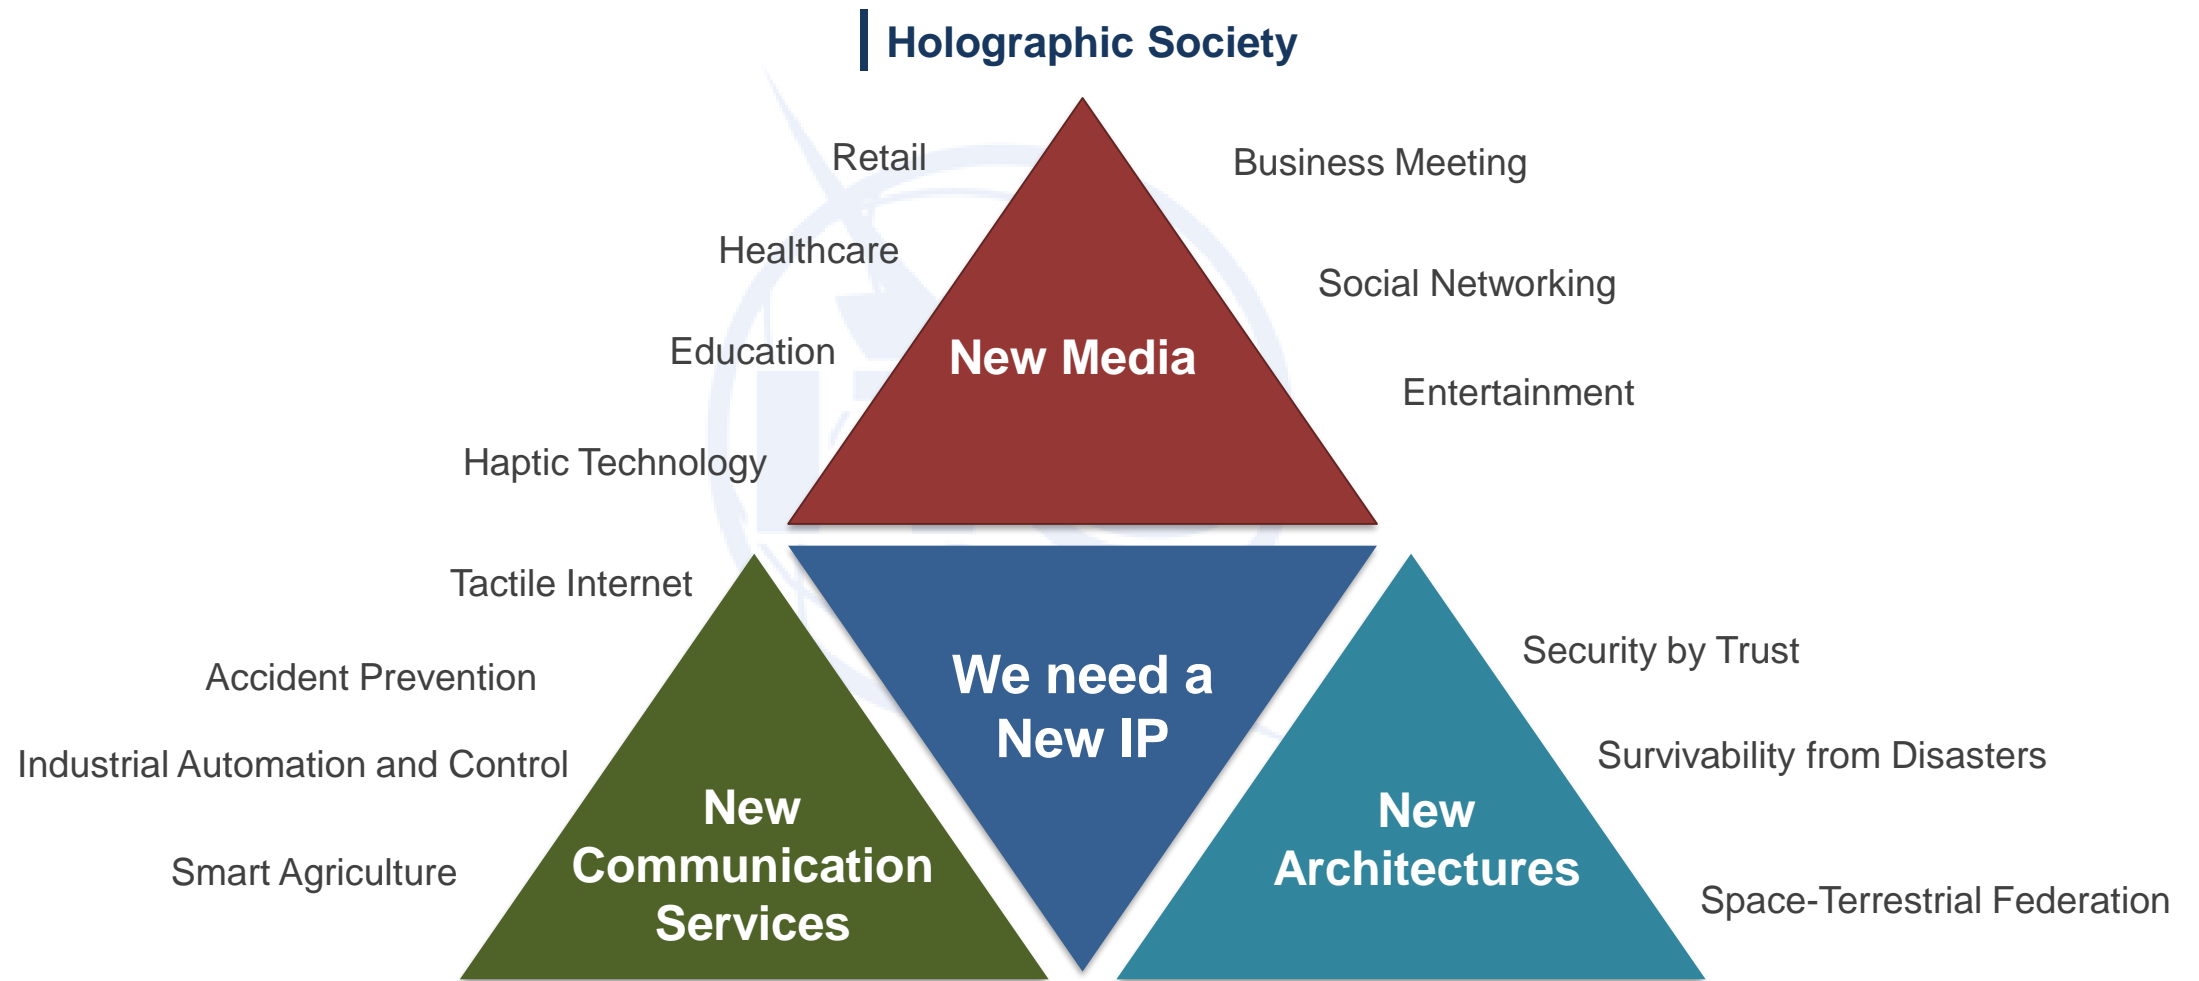 Holographic Society
Retail
Business Meeting
Healthcare
Social Networking
Education
New Media
Entertainment
Haptic Technology
Tactile Internet
Accident Prevention
Industrial Automation and Control
Smart Agriculture
New
Communication
Services
We need a
New IP
New
Architectures
Security by Trust
Survivability from Disasters
Space-Terrestrial Federation